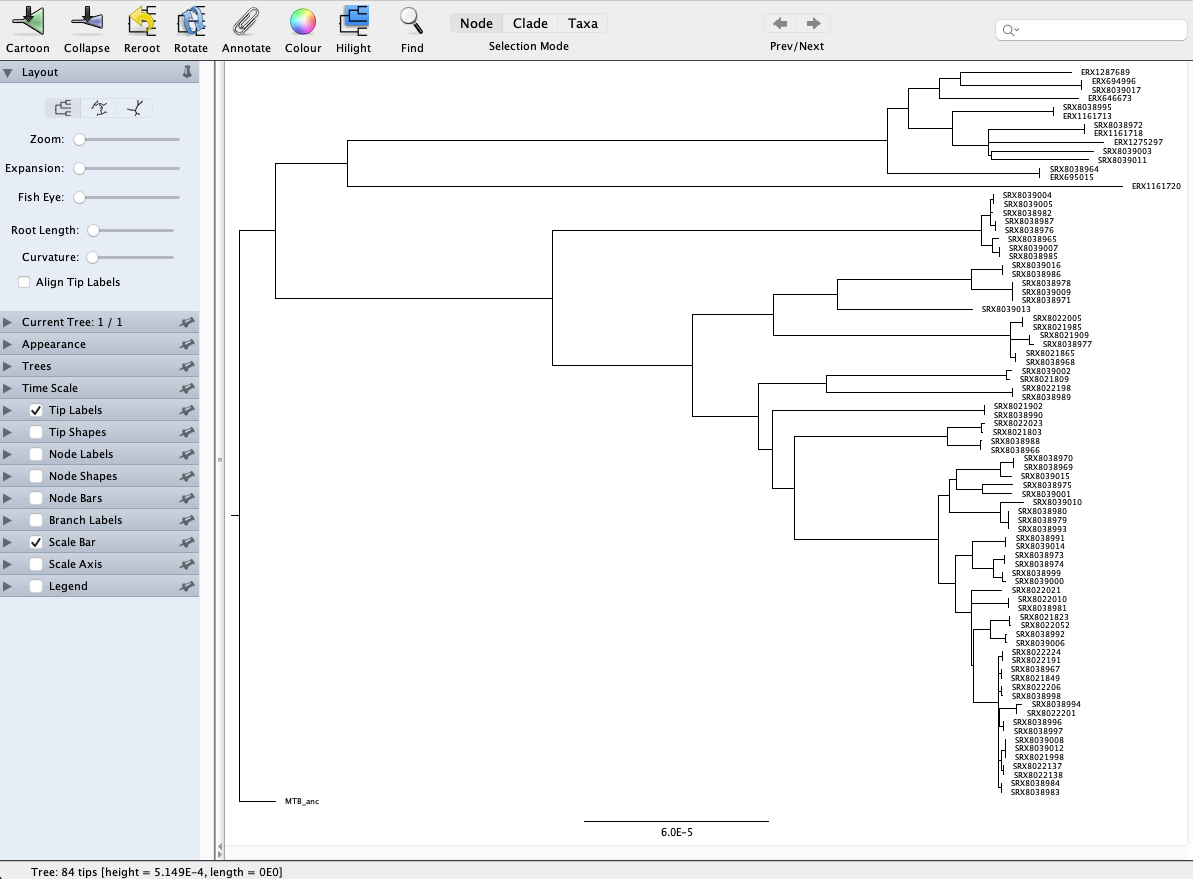 Cartoon Collapse Reroot Rotate Annotate Colour Hilight Find
Node Clade Taxa
Selection Mode
Prev/Next
Layout
Zoom:
Expansion:
Fish Eye:
Root Length:
Curvature:
Align Tip Labels
Current Tree: 1 / 1
Appearance
Trees
Time Scale
Tip Labels
Tip Shapes
Node Labels
Node Shapes
Node Bars
Branch Labels
Scale Bar
Scale Axis
Legend
ERX1287689
ERX694996
SRX8039017
ERX646673
SRX8038995
ERX1161713
SRX8038972
ERX1161718
ERX1275297
SRX8039003
SRX8039011
SRX8038964
ERX695015
ERX1161720
SRX8039004
SRX8039005
SRX8038982
SRX8038987
SRX8038976
SRX8038965
SRX8039007
SRX8038985
SRX8039016
SRX8038986
SRX8038978
SRX8039009
SRX8038971
SRX8039013
SRX8022005
SRX8021985
SRX8021909
SRX8038977
SRX8021865
SRX8038968
SRX8039002
SRX8021809
SRX8022198
SRX8038989
SRX8021902
SRX8038990
SRX8022023
SRX8021803
SRX8038988
SRX8038966
SRX8038970
SRX8038969
SRX8039015
SRX8038975
SRX8039001
SRX8039010
SRX8038980
SRX8038979
SRX8038993
SRX8038991
SRX8039014
SRX8038973
SRX8038974
SRX8038999
SRX8039000
SRX8022021
SRX8022010
SRX8038981
SRX8021823
SRX8022052
SRX8038992
SRX8039006
SRX8022224
SRX8022191
SRX8038967
SRX8021849
SRX8022206
SRX8038998
SRX8038994
SRX8022201
SRX8038996
SRX8038997
SRX8039008
SRX8039012
SRX8021998
SRX8022137
SRX8022138
SRX8038984
SRX8038983
MTB_anc
6.0E-5
Tree: 84 tips [height = 5.149E-4, length = 0E0]